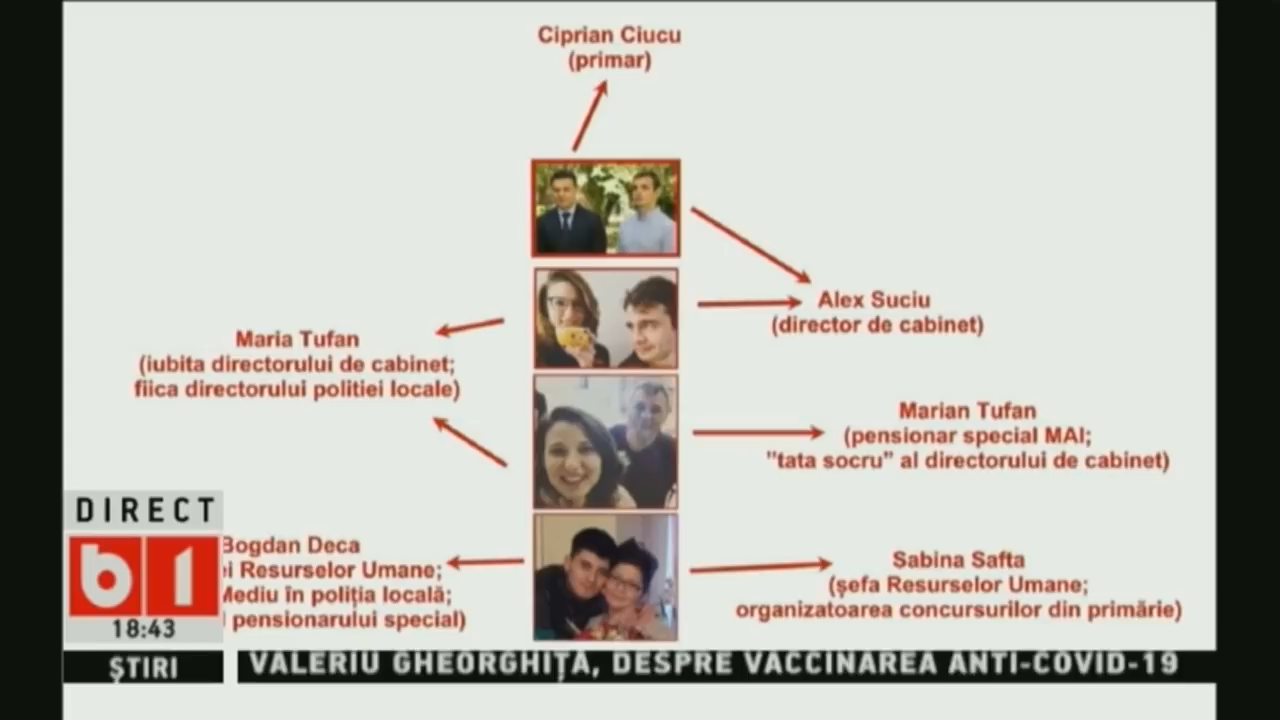 Ciprian Ciucu
(primar)
Alex Suciu
(director de cabinet)
Maria Tufan
(iubita directorului de cabinet;
fiica directorului politiei locale)
Marian Tufan
(pensionar special MAI;
"tata socru" al directorului de cabinet)
Bogdan Deca
Resurselor Umane;
Mediu în poliția locală;
pensionarului special)
Sabina Safta
(șefa Resurselor Umane;
organizatoarea concursurilor din primărie)
DIRECT
b1
18:43
ȘTIRI
VALERIU GHEORGHIȚA, DESPRE VACCINAREA ANTI-COVID-19